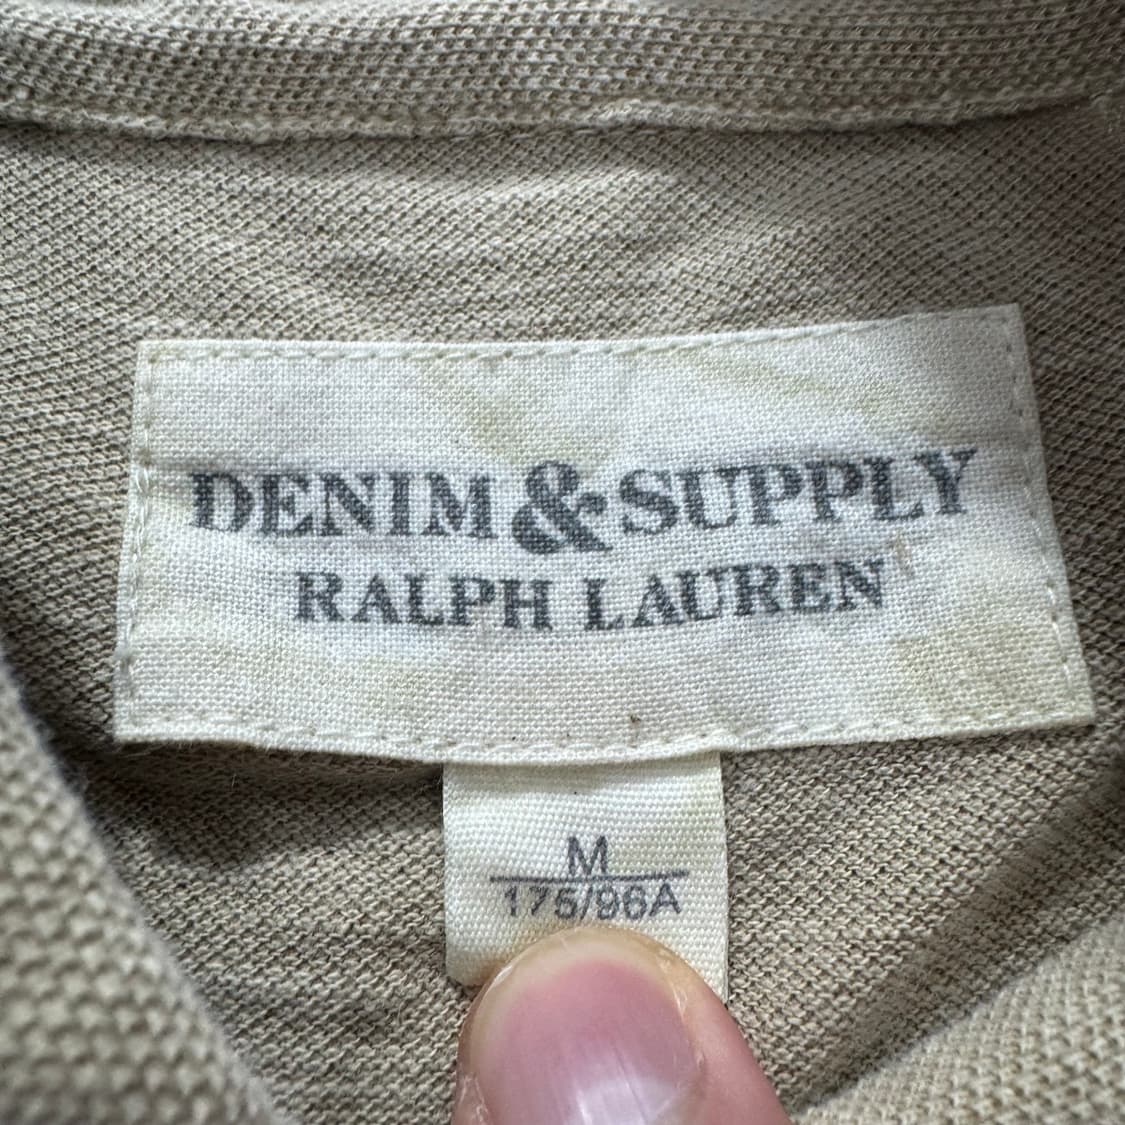 DENIM & SUPPLY
RALPH LAUREN
M
175/96A